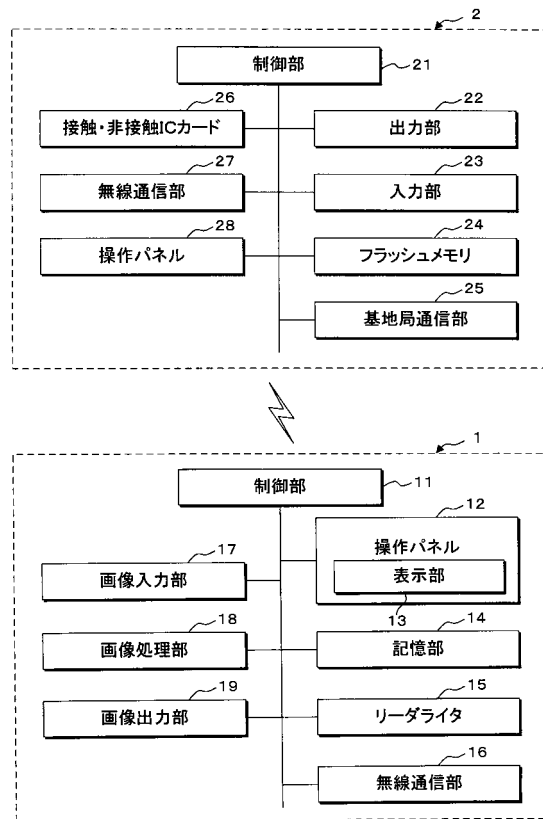 2
制御部
21
26
接触・非接触ICカード
22
出力部
27
無線通信部
23
入力部
28
操作パネル
24
フラッシュメモリ
25
基地局通信部
1
制御部
11
12
操作パネル
表示部
13
17
画像入力部
18
画像処理部
14
記憶部
19
画像出力部
15
リーダライタ
16
無線通信部